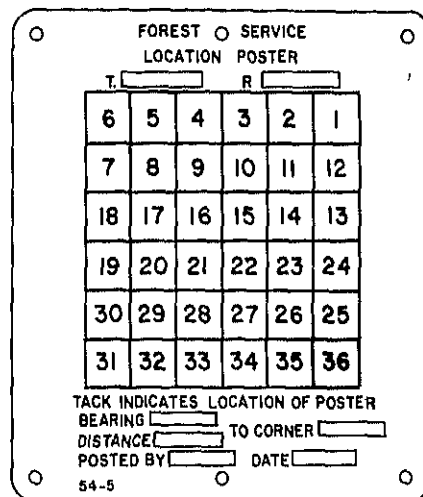 FOREST SERVICE
LOCATION POSTER
T. R
6 5 4 3 2 1
7 8 9 10 11 12
18 17 16 15 14 13
19 20 21 22 23 24
30 29 28 27 26 25
31 32 33 34 35 36
TACK INDICATES LOCATION OF POSTER
BEARING
DISTANCE TO CORNER
POSTED BY DATE
54-5